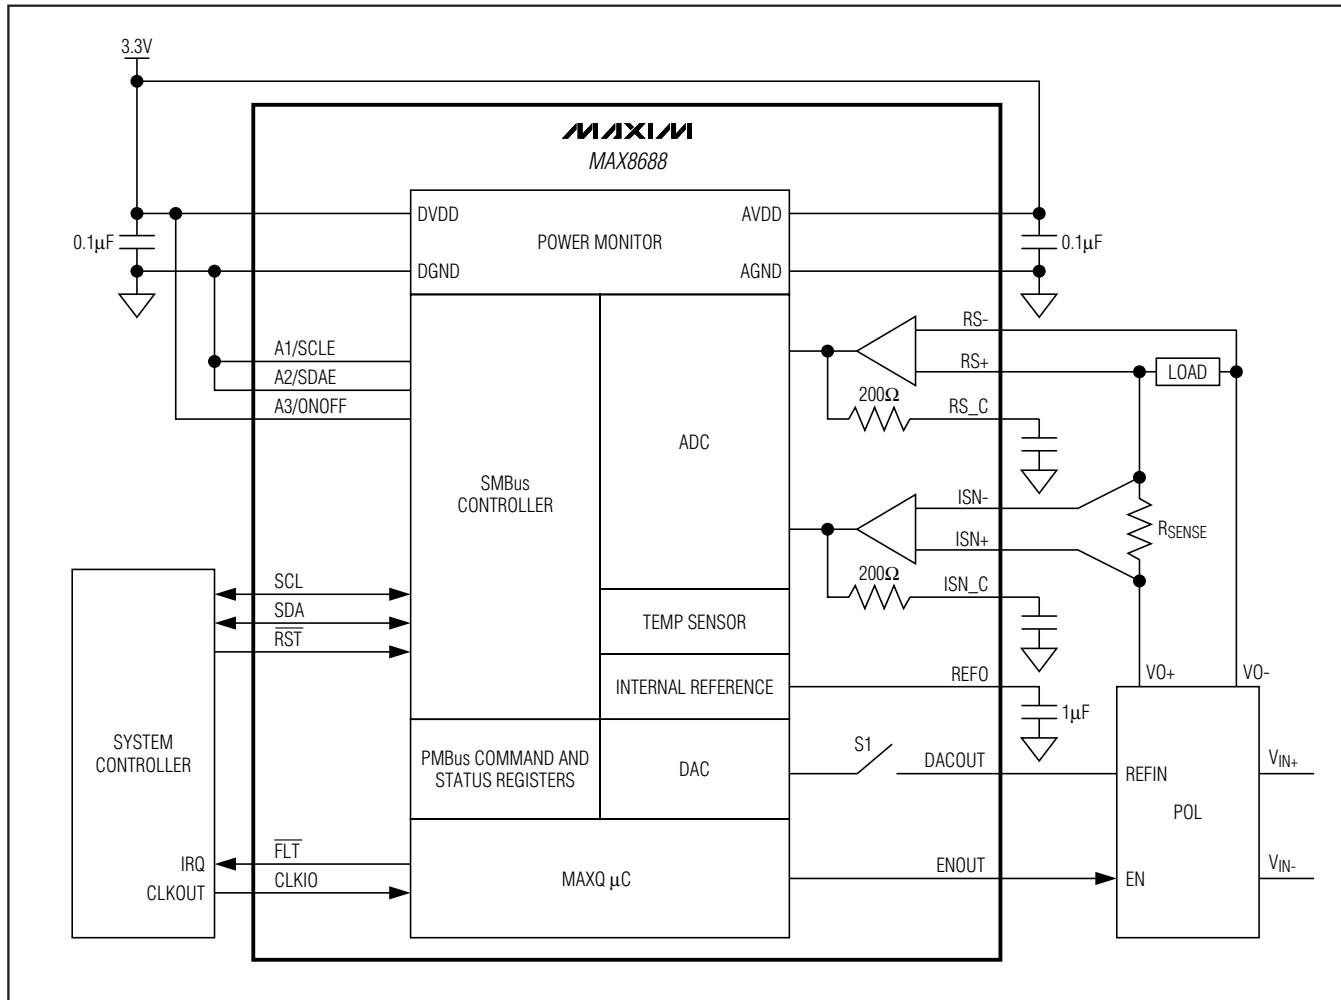 3.3V
MAXIM
MAX8688
DVDD
AVDD
0.1µF
POWER MONITOR
0.1µF
DGND
AGND
RS-
A1/SCLE
RS+
LOAD
A2/SDAE
200Ω
A3/ONOFF
RS_C
ADC
SMBus
CONTROLLER
ISN-
RSENSE
ISN+
200Ω
SCL
ISN_C
SDA
TEMP SENSOR
RST
VO+
VO-
REFO
INTERNAL REFERENCE
1µF
SYSTEM
CONTROLLER
S1
PMBus COMMAND AND
STATUS REGISTERS
DAC
DACOUT
VIN+
REFIN
POL
FLT
IRQ
ENOUT
VIN-
CLKIO
MAXQ µC
EN
CLKOUT